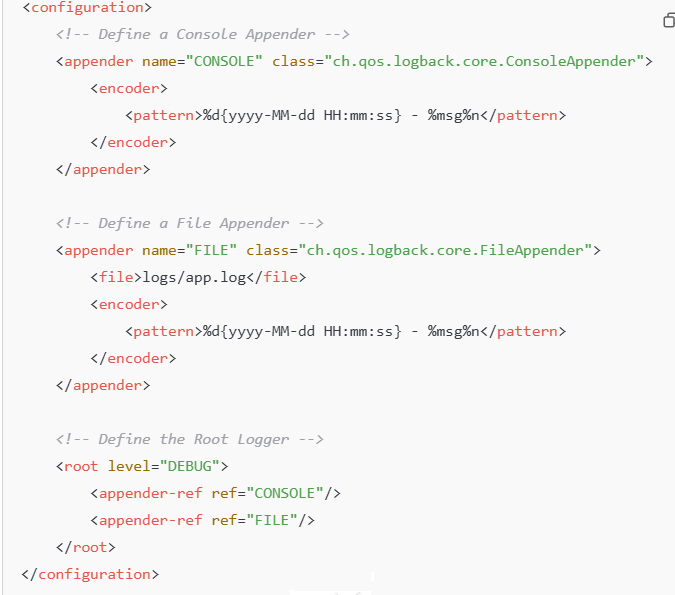 <configuration>
    <!-- Define a Console Appender -->
    <appender name="CONSOLE" class="ch.qos.logback.core.ConsoleAppender">
        <encoder>
            <pattern>%d{yyyy-MM-dd HH:mm:ss} - %msg%n</pattern>
        </encoder>
    </appender>

    <!-- Define a File Appender -->
    <appender name="FILE" class="ch.qos.logback.core.FileAppender">
        <file>logs/app.log</file>
        <encoder>
            <pattern>%d{yyyy-MM-dd HH:mm:ss} - %msg%n</pattern>
        </encoder>
    </appender>

    <!-- Define the Root Logger -->
    <root level="DEBUG">
        <appender-ref ref="CONSOLE"/>
        <appender-ref ref="FILE"/>
    </root>
</configuration>